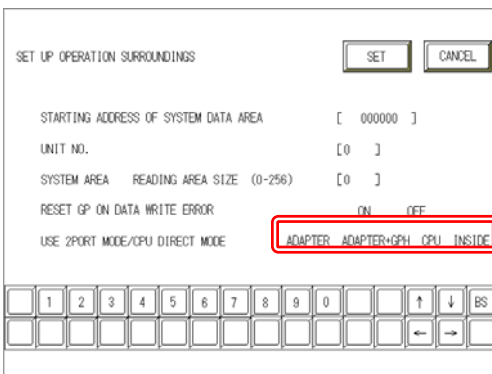 SET UP OPERATION SURROUNDINGS SET CANCEL
STARTING ADDRESS OF SYSTEM DATA AREA [ 000000 ]
UNIT NO. [0 ]
SYSTEM AREA READING AREA SIZE (0-256) [0 ]
RESET GP ON DATA WRITE ERROR ON OFF
USE 2PORT MODE/CPU DIRECT MODE ADAPTER ADAPTER+GPH CPU INSIDE
1 2 3 4 5 6 7 8 9 0 ↑ ↓ BS
← →